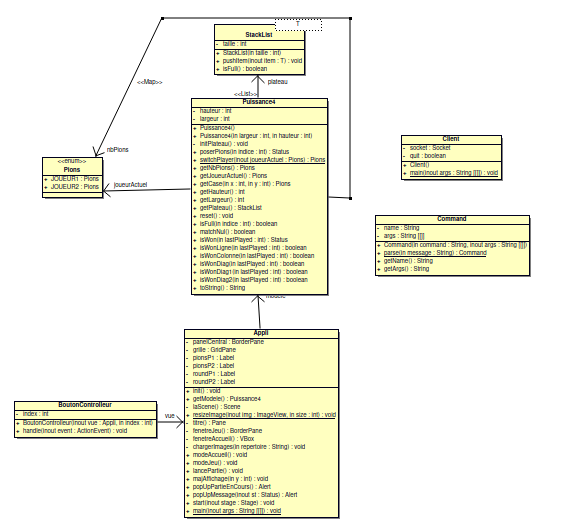 T
StackList
- taille : int
+ StackList(in taille : int)
+ pushItem(inout item : T) : void
+ isFull() : boolean
<<Map>>
plateau
<<List>>
Puissance4
- hauteur : int
- largeur : int
+ Puissance4()
+ Puissance4(in largeur : int, in hauteur : int)
- initPlateau() : void
+ poserPions(in indice : int) : Status
+ switchPlayer(inout joueurActuel : Pions) : Pions
+ getNbPions() : Pions
+ getJoueurActuel() : Pions
+ getCase(in x : int, in y : int) : Pions
+ getHauteur() : int
+ getLargeur() : int
+ getPlateau() : StackList
+ reset() : void
+ isFull(in indice : int) : boolean
+ matchNul() : boolean
+ isWon(in lastPlayed : int) : Status
+ isWonLigne(in lastPlayed : int) : boolean
+ isWonColonne(in lastPlayed : int) : boolean
+ isWonDiag(in lastPlayed : int) : boolean
+ isWonDiag1(in lastPlayed : int) : boolean
+ isWonDiag2(in lastPlayed : int) : boolean
+ toString() : String
nbPions
<<enum>>
Pions
+ JOUEUR1 : Pions
+ JOUEUR2 : Pions
joueurActuel
Client
- socket : Socket
- quit : boolean
+ Client()
+ main(inout args : String [[]]) : void
Command
- name : String
- args : String [[]]
+ Command(in command : String, inout args : String [[]])
+ parse(in message : String) : Command
+ getName() : String
+ getArgs() : String
modele
Appli
- panelCentral : BorderPane
- grille : GridPane
- pionsP1 : Label
- pionsP2 : Label
- roundP1 : Label
- roundP2 : Label
+ init() : void
+ getModele() : Puissance4
- laScene() : Scene
+ resizeImage(inout img : ImageView, in size : int) : void
- titre() : Pane
- fenetreJeu() : BorderPane
- fenetreAccueil() : VBox
- chargerImages(in repertoire : String) : void
+ modeAccueil() : void
+ modeJeu() : void
+ lancePartie() : void
+ majAffichage(in y : int) : void
+ popUpPartieEnCours() : Alert
+ popUpMessage(inout st : Status) : Alert
+ start(inout stage : Stage) : void
+ main(inout args : String [[]]) : void
BoutonControlleur
- index : int
+ BoutonControlleur(inout vue : Appli, in index : int)
+ handle(inout event : ActionEvent) : void
vue